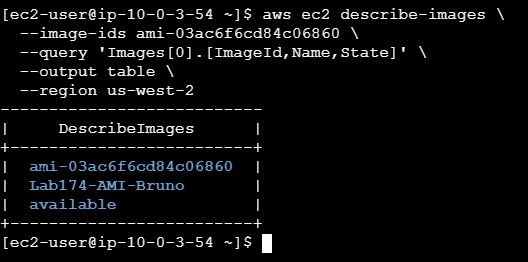 [ec2-user@ip-10-0-3-54 ~]$ aws ec2 describe-images \
  --image-ids ami-03ac6f6cd84c06860 \
  --query 'Images[0].[ImageId,Name,State]' \
  --output table \
  --region us-west-2
---------------------------
|     DescribeImages      |
+-------------------------+
|  ami-03ac6f6cd84c06860  |
|  Lab174-AMI-Bruno       |
|  available              |
+-------------------------+
[ec2-user@ip-10-0-3-54 ~]$